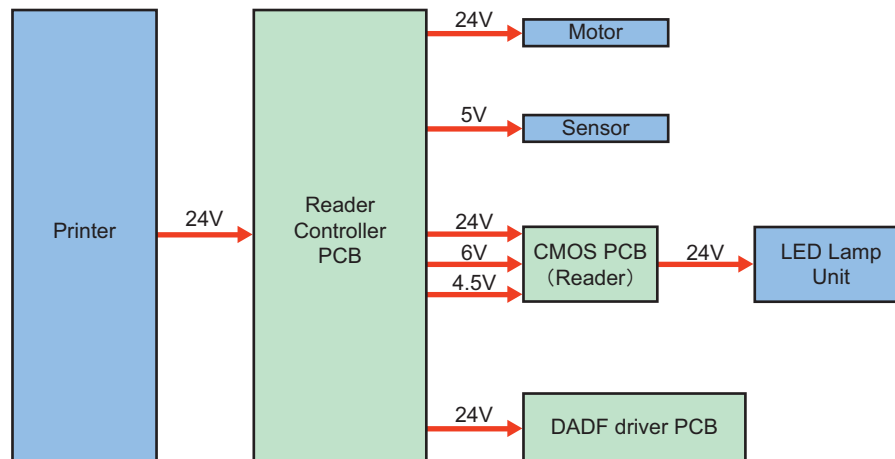 Printer
24V
Reader
Controller
PCB
24V
Motor
5V
Sensor
24V
6V
4.5V
CMOS PCB
（Reader）
24V
LED Lamp
Unit
24V
DADF driver PCB